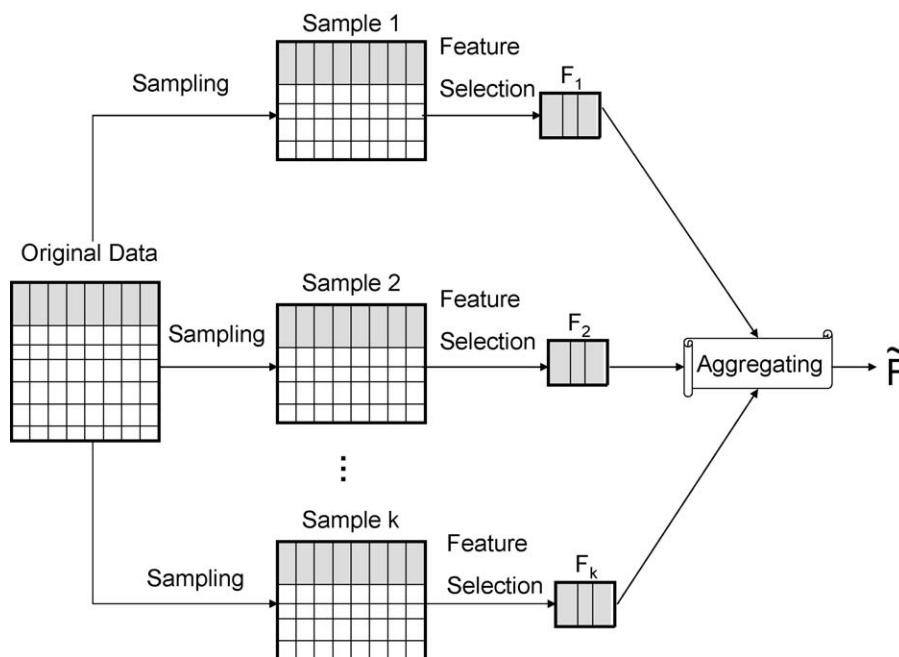 Sample 1
Sampling
Feature
Selection
F₁
Original Data
Sample 2
Sampling
Feature
Selection
F₂
Aggregating
F̃
⋮
Sample k
Sampling
Feature
Selection
Fₖ